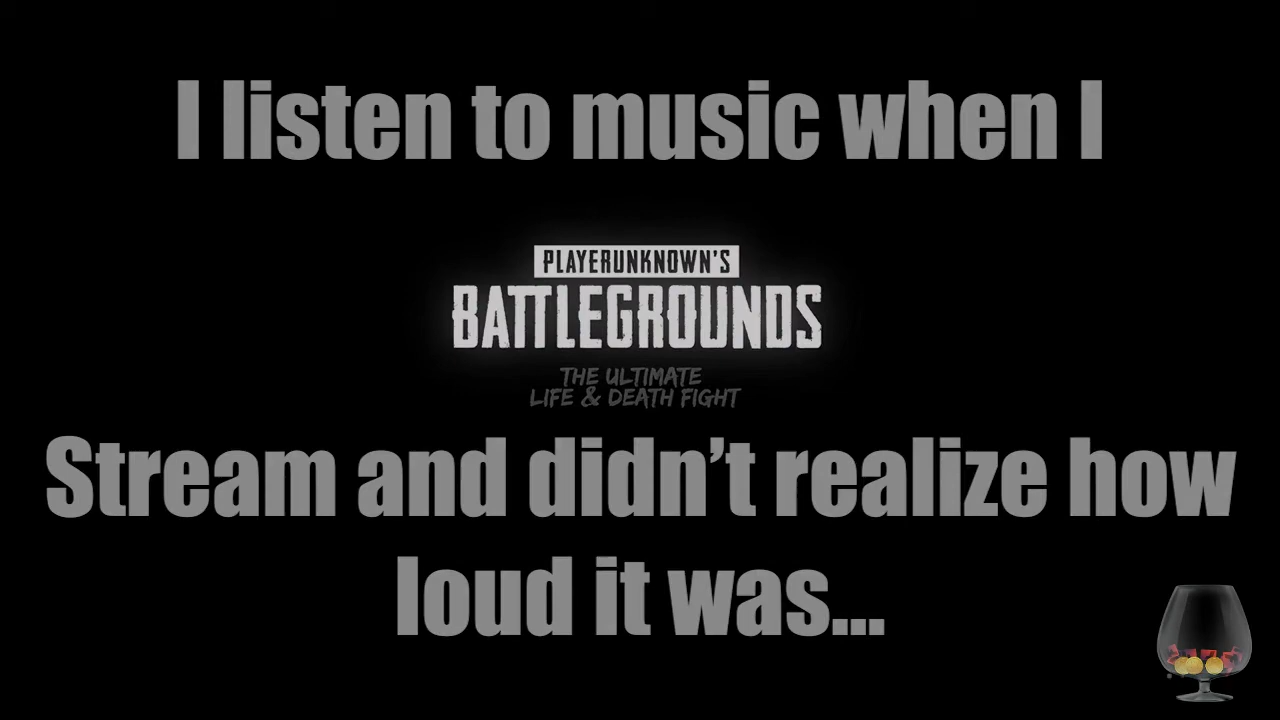 I listen to music when I
PLAYERUNKNOWN'S
BATTLEGROUNDS
THE ULTIMATE
LIFE & DEATH FIGHT
Stream and didn’t realize how
loud it was...